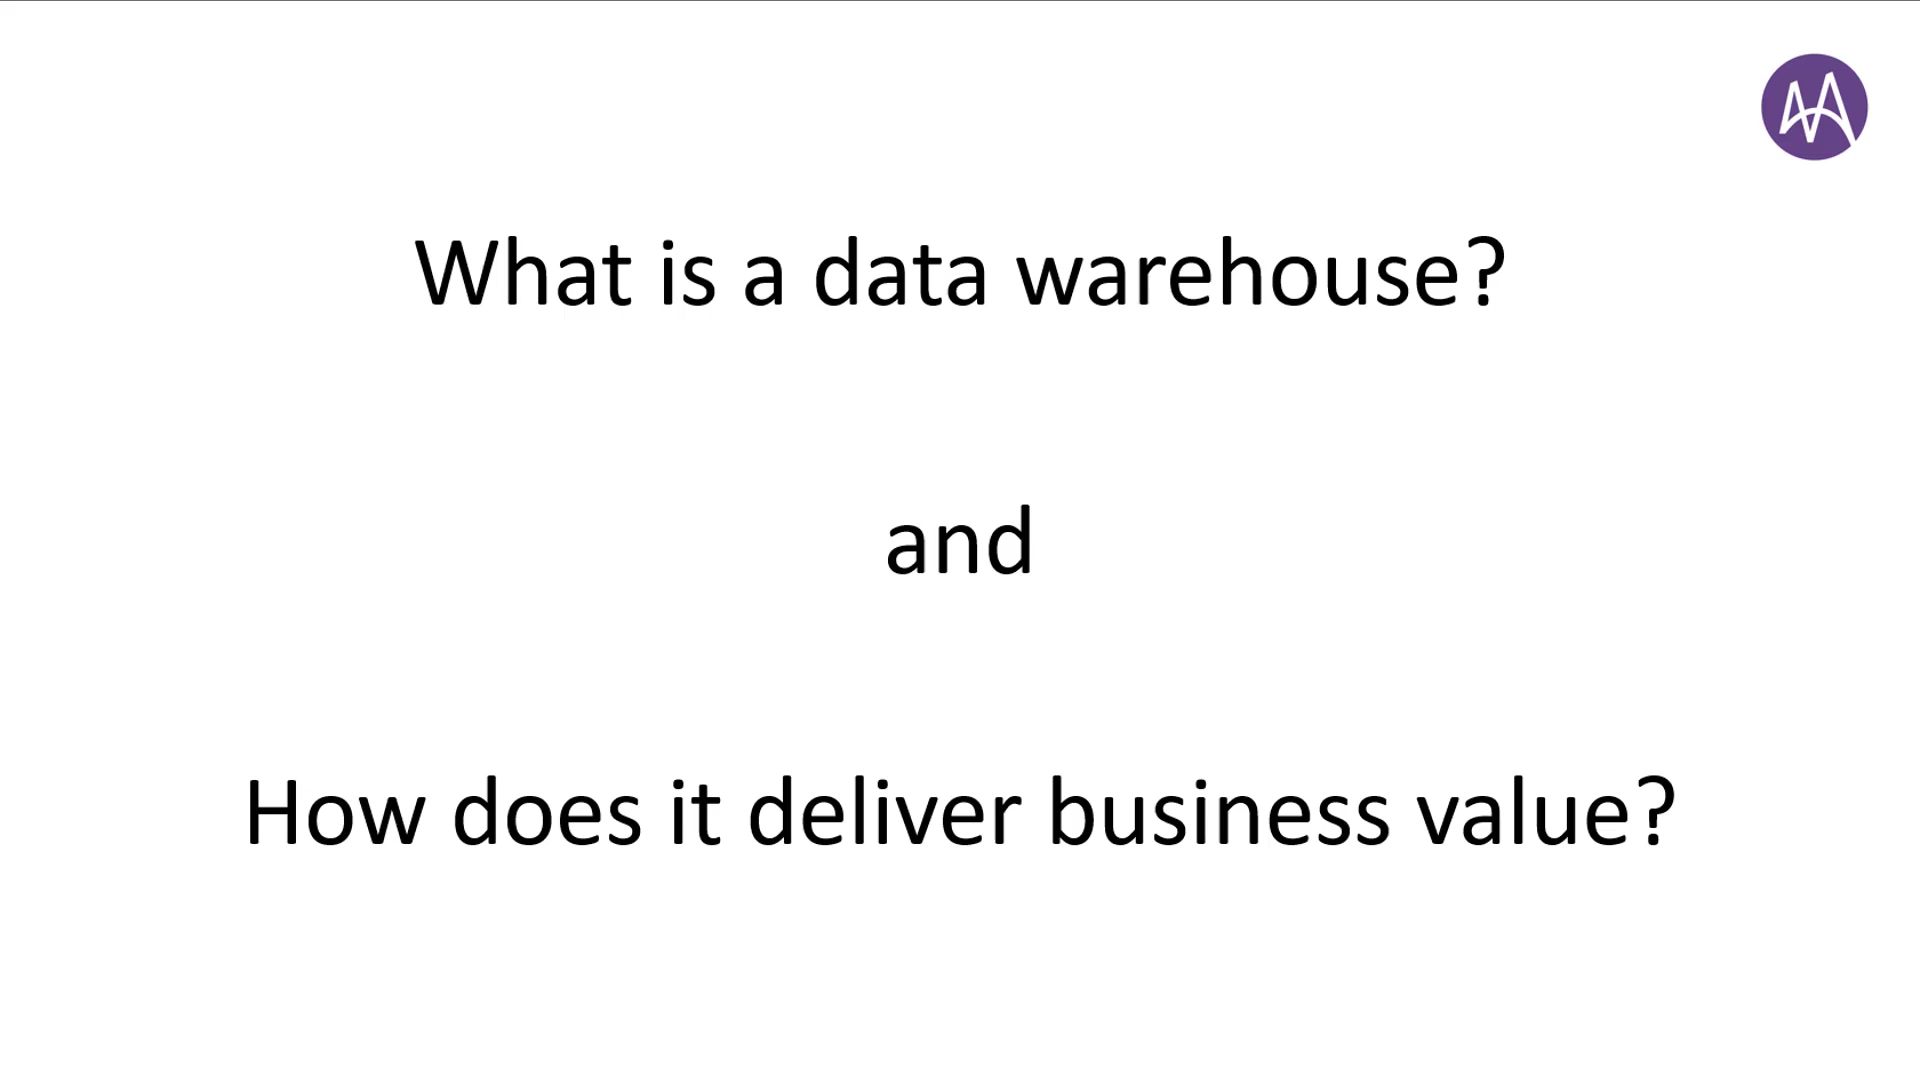 What is a data warehouse?
and
How does it deliver business value?